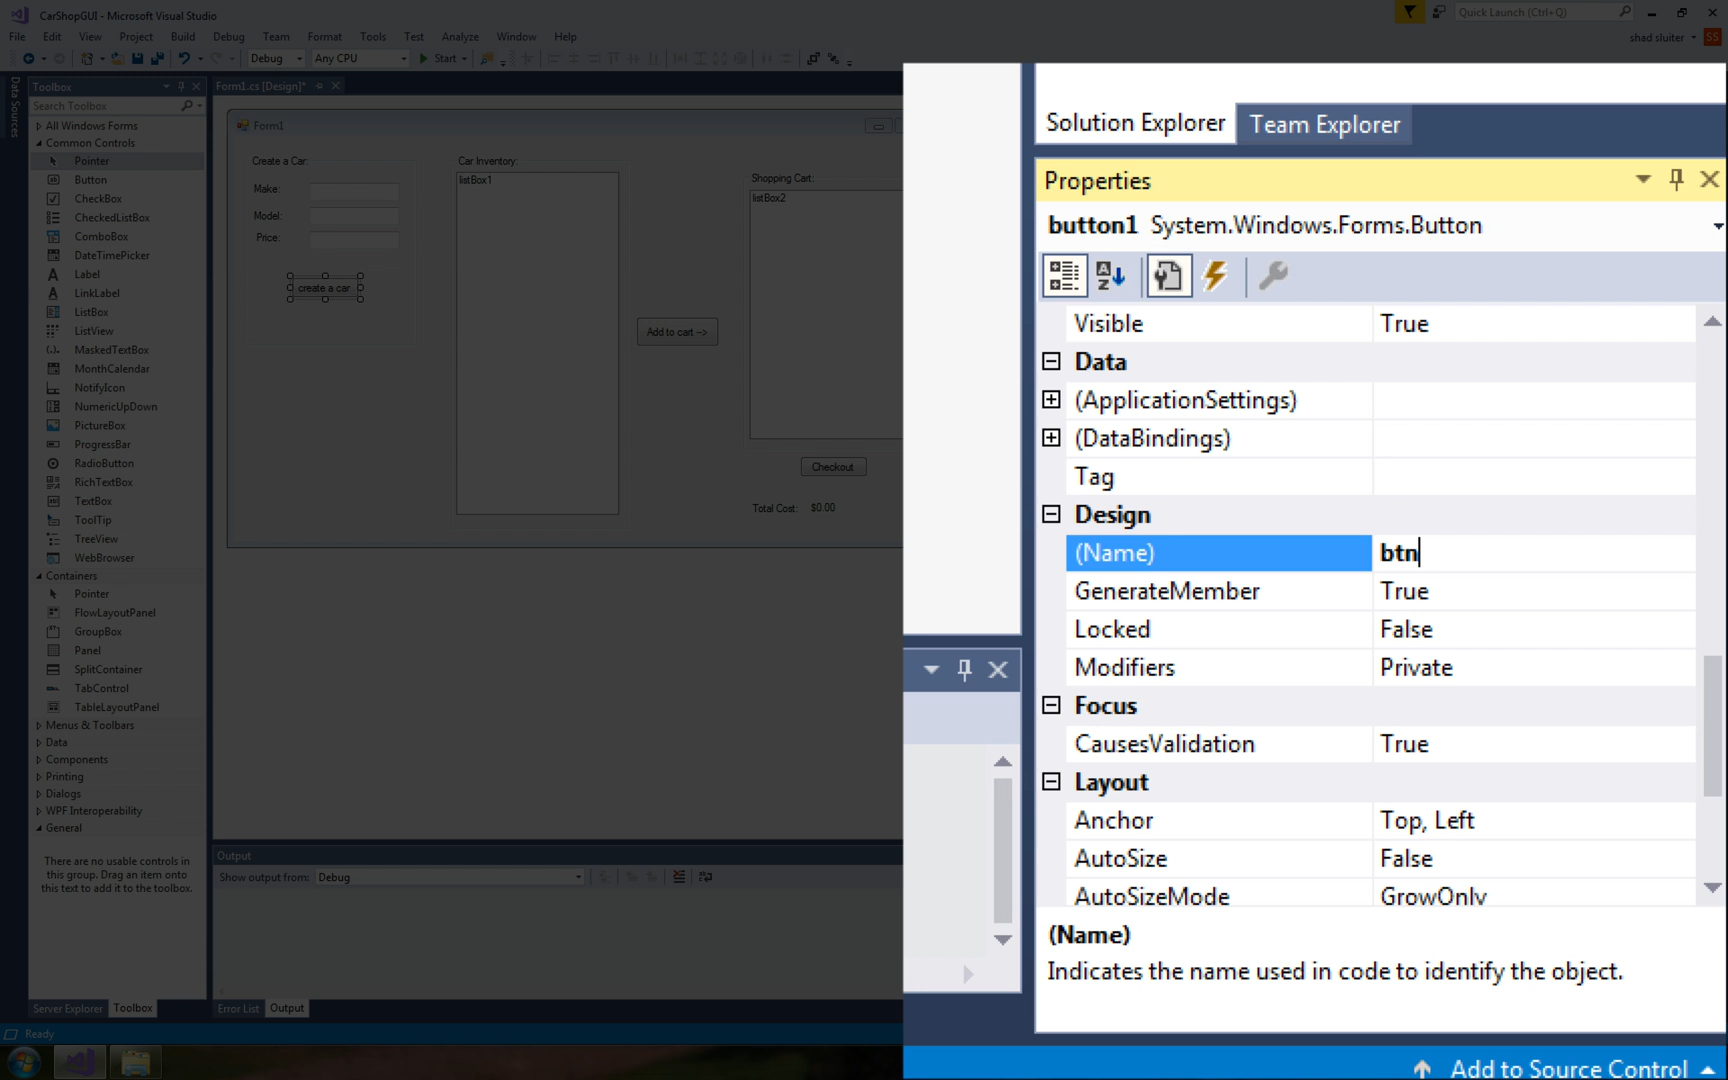 CarShopGUI - Microsoft Visual Studio
Quick Launch (Ctrl+Q)
File Edit View Project Build Debug Team Format Tools Test Analyze Window Help
shad sluiter SS
Debug Any CPU Start
Data Sources
Toolbox
Search Toolbox
All Windows Forms
Common Controls
Pointer
Button
CheckBox
CheckedListBox
ComboBox
DateTimePicker
Label
LinkLabel
ListBox
ListView
MaskedTextBox
MonthCalendar
NotifyIcon
NumericUpDown
PictureBox
ProgressBar
RadioButton
RichTextBox
TextBox
ToolTip
TreeView
WebBrowser
Containers
Pointer
FlowLayoutPanel
GroupBox
Panel
SplitContainer
TabControl
TableLayoutPanel
Menus & Toolbars
Data
Components
Printing
Dialogs
WPF Interoperability
General
There are no usable controls in
this group. Drag an item onto
this text to add it to the toolbox.
Server Explorer Toolbox
Form1.cs [Design]*
Form1
Create a Car:
Make:
Model:
Price:
create a car
Car Inventory:
listBox1
Add to cart -->
Shopping Cart:
listBox2
Checkout
Total Cost: $0.00
Output
Show output from: Debug
Error List Output
Ready
Solution Explorer Team Explorer
Properties
button1 System.Windows.Forms.Button
Visible True
Data
(ApplicationSettings)
(DataBindings)
Tag
Design
(Name) btn
GenerateMember True
Locked False
Modifiers Private
Focus
CausesValidation True
Layout
Anchor Top, Left
AutoSize False
AutoSizeMode GrowOnly
(Name)
Indicates the name used in code to identify the object.
Add to Source Control